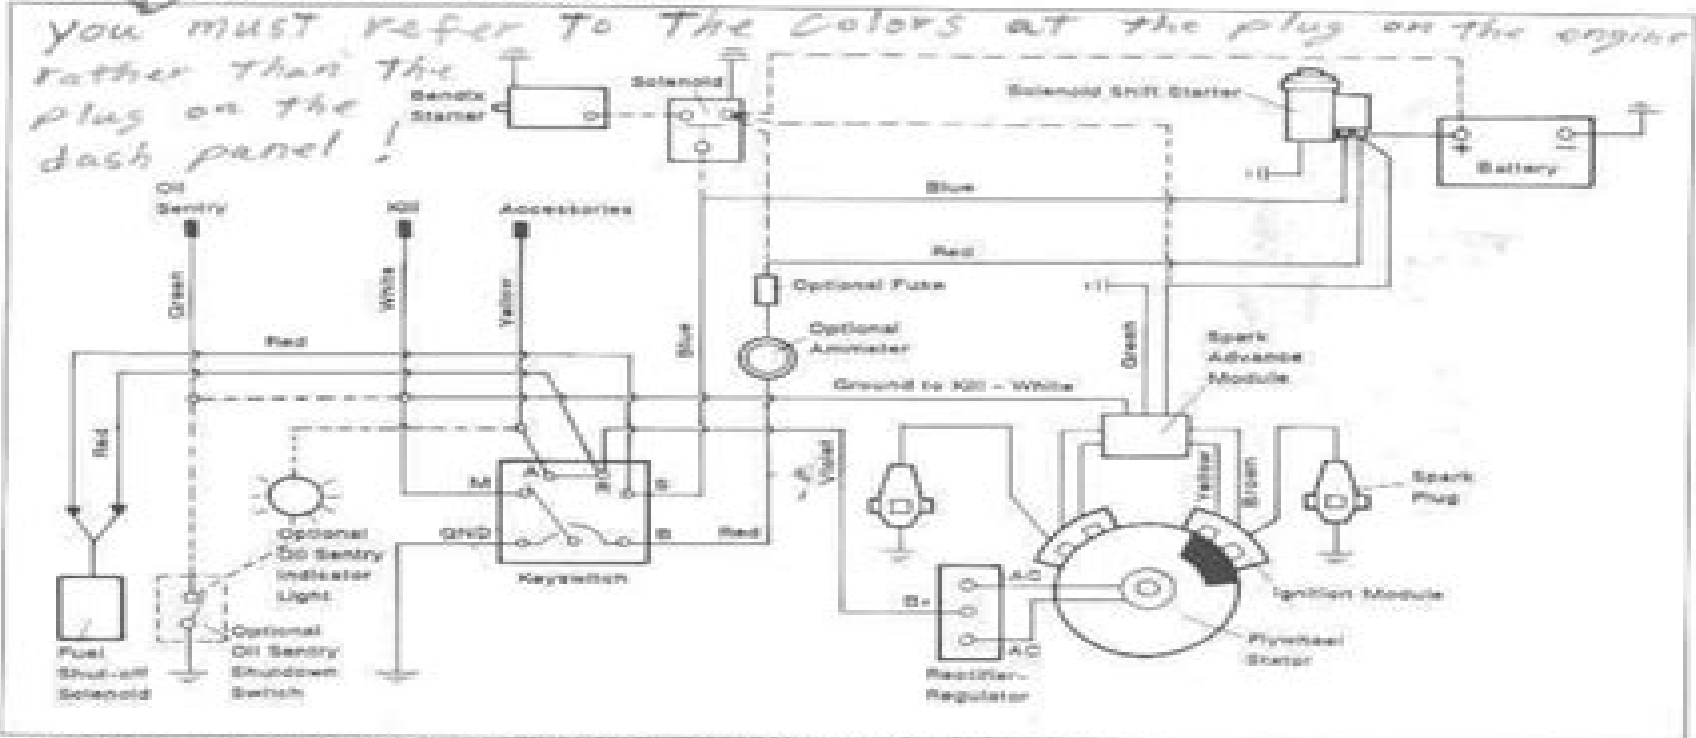 you must refer to the colors at the plug on the engine
rather than the
plug on the
dash panel !
Bendix
Starter
Solenoid
Solenoid Shift Starter
Battery
+
−
Oil
Sentry
Kill
Accessories
Blue
Red
Green
White
Yellow
Blue
Optional Fuse
Optional
Ammeter
Green
Spark
Advance
Module
Red
Ground to Kill - White
Red
Violet
Yellow
Brown
Spark
Plug
M
A
R
S
GND
B
Red
Keyswitch
Optional
Oil Sentry
Indicator
Light
Optional
Oil Sentry
Shutdown
Switch
Fuel
Shut-off
Solenoid
B+
AC
AC
Rectifier-
Regulator
Ignition Module
Flywheel
Stator